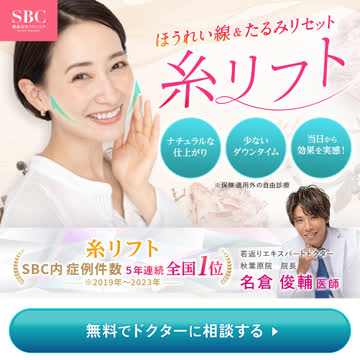 SBC
湘南美容クリニック
ほうれい線&たるみリセット
糸リフト
ナチュラルな
仕上がり
少ない
ダウンタイム
当日から
効果を実感!
※保険適用外の自由診療
糸リフト
SBC内 症例件数 5年連続 全国1位
※2019年〜2023年
若返りエキスパートドクター
秋葉原院 院長
名倉 俊輔 医師
無料でドクターに相談する